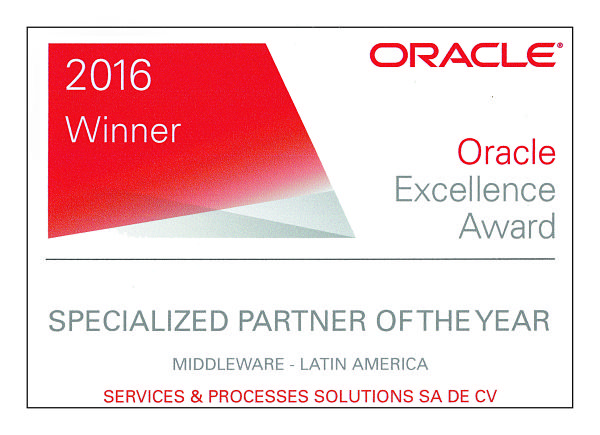 2016
Winner
ORACLE®
Oracle
Excellence
Award
SPECIALIZED PARTNER OF THE YEAR
MIDDLEWARE - LATIN AMERICA
SERVICES & PROCESSES SOLUTIONS SA DE CV